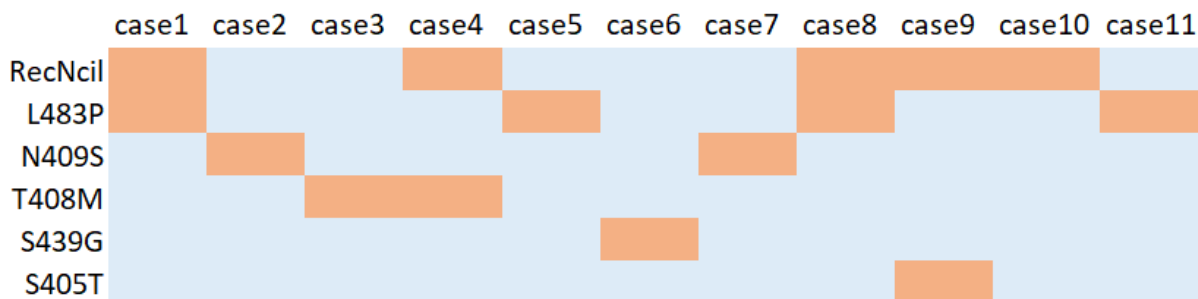 case1 case2 case3 case4 case5 case6 case7 case8 case9 case10 case11
RecNcil
L483P
N409S
T408M
S439G
S405T